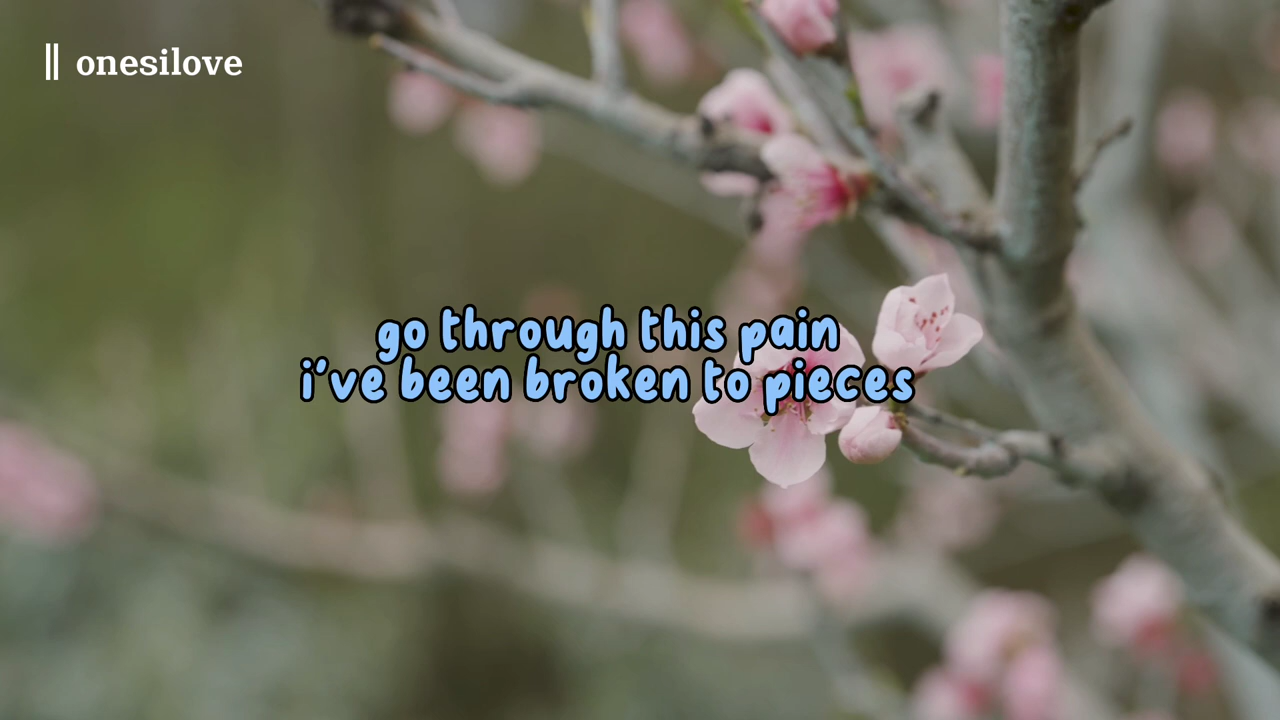 || onesilove
go through this pain
i've been broken to pieces